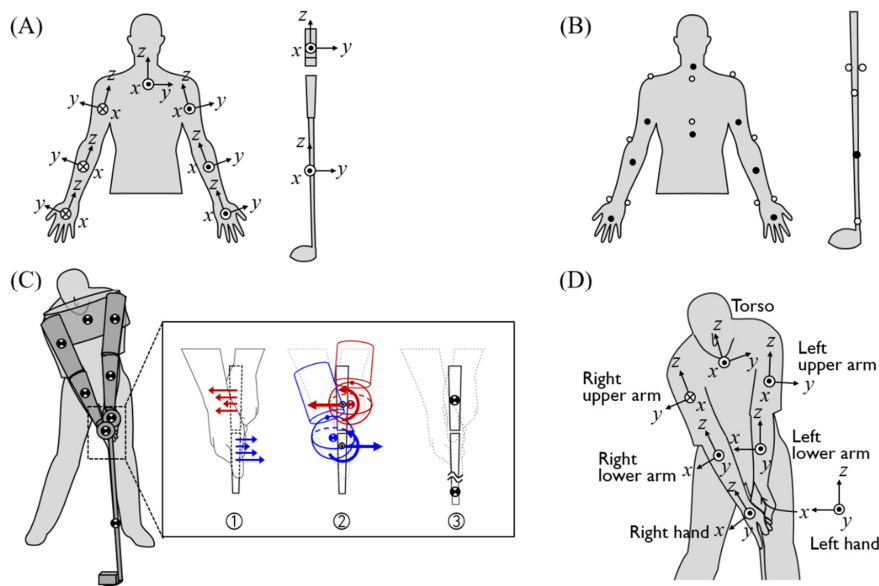 (A)
z
x
y
z
y
x
z
x
y
z
x
y
z
y
x
z
x
y
z
y
x
z
x
y
z
x
y
(B)
(C)
①
②
③
(D)
Torso
z
x
y
Left
upper arm
z
x
y
Right
upper arm
z
y
x
Left
lower arm
z
x
y
Right
lower arm
z
x
y
Right hand
z
x
y
Left hand
z
x
y